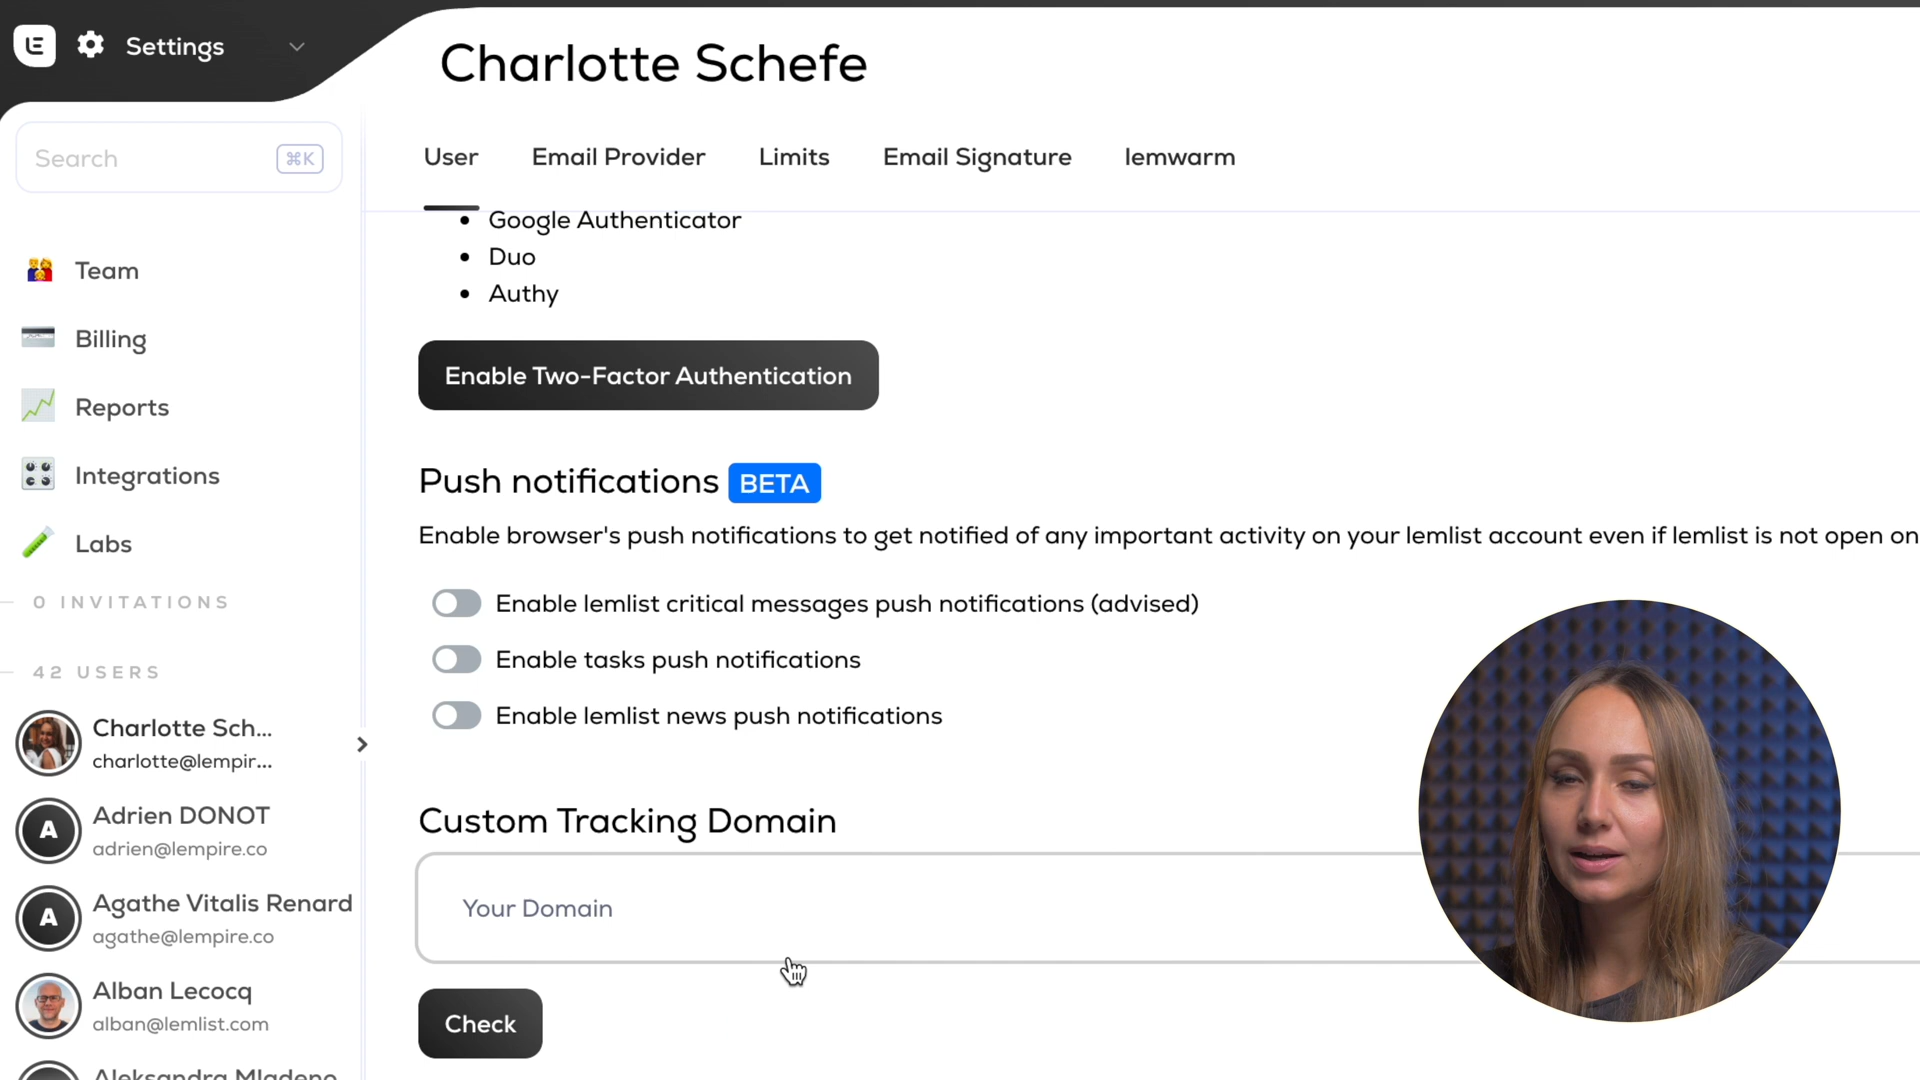 Settings
Charlotte Schefe
Search
⌘K
User
Email Provider
Limits
Email Signature
lemwarm
Team
Billing
Reports
Integrations
Labs
0 INVITATIONS
42 USERS
Charlotte Sch...
charlotte@lempir...
A
Adrien DONOT
adrien@lempire.co
A
Agathe Vitalis Renard
agathe@lempire.co
Alban Lecocq
alban@lemlist.com
Aleksandra Mladeno
• Google Authenticator
• Duo
• Authy
Enable Two-Factor Authentication
Push notifications BETA
Enable browser's push notifications to get notified of any important activity on your lemlist account even if lemlist is not open on
Enable lemlist critical messages push notifications (advised)
Enable tasks push notifications
Enable lemlist news push notifications
Custom Tracking Domain
Your Domain
Check